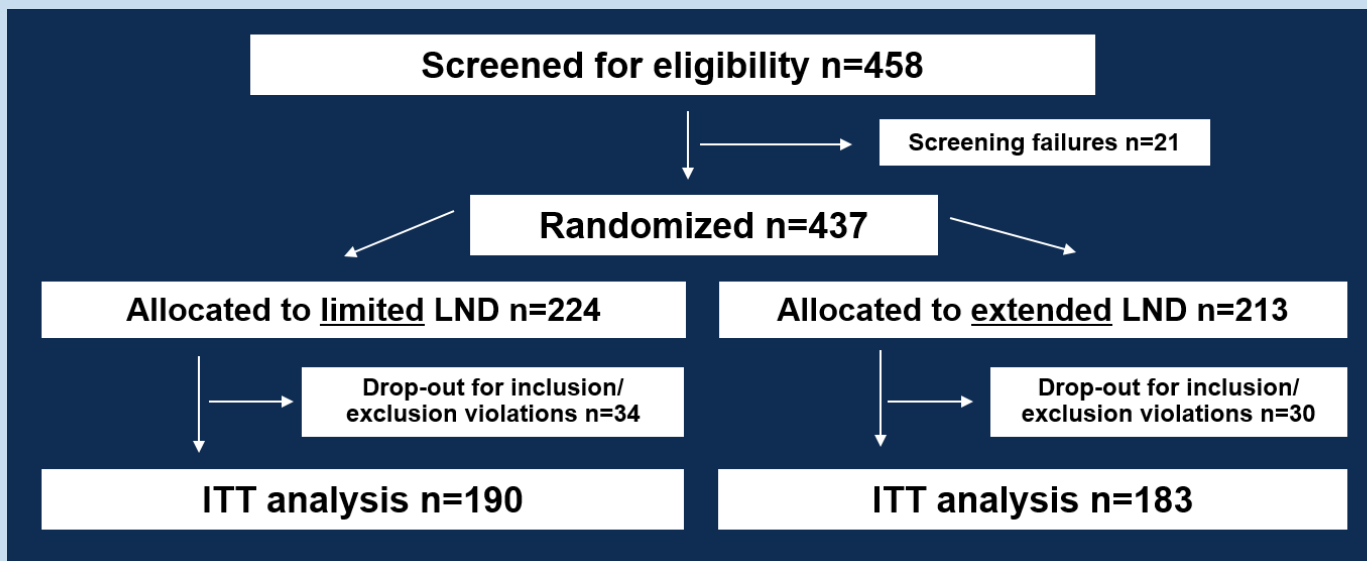 Screened for eligibility n=458
Screening failures n=21
Randomized n=437
Allocated to limited LND n=224
Allocated to extended LND n=213
Drop-out for inclusion/
exclusion violations n=34
Drop-out for inclusion/
exclusion violations n=30
ITT analysis n=190
ITT analysis n=183